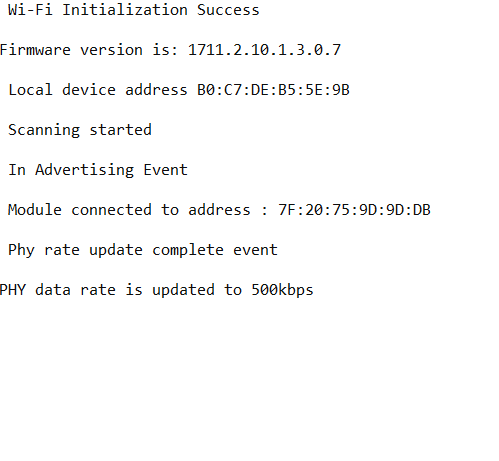 Wi-Fi Initialization Success
Firmware version is: 1711.2.10.1.3.0.7
Local device address B0:C7:DE:B5:5E:9B
Scanning started
In Advertising Event
Module connected to address : 7F:20:75:9D:9D:DB
Phy rate update complete event
PHY data rate is updated to 500kbps